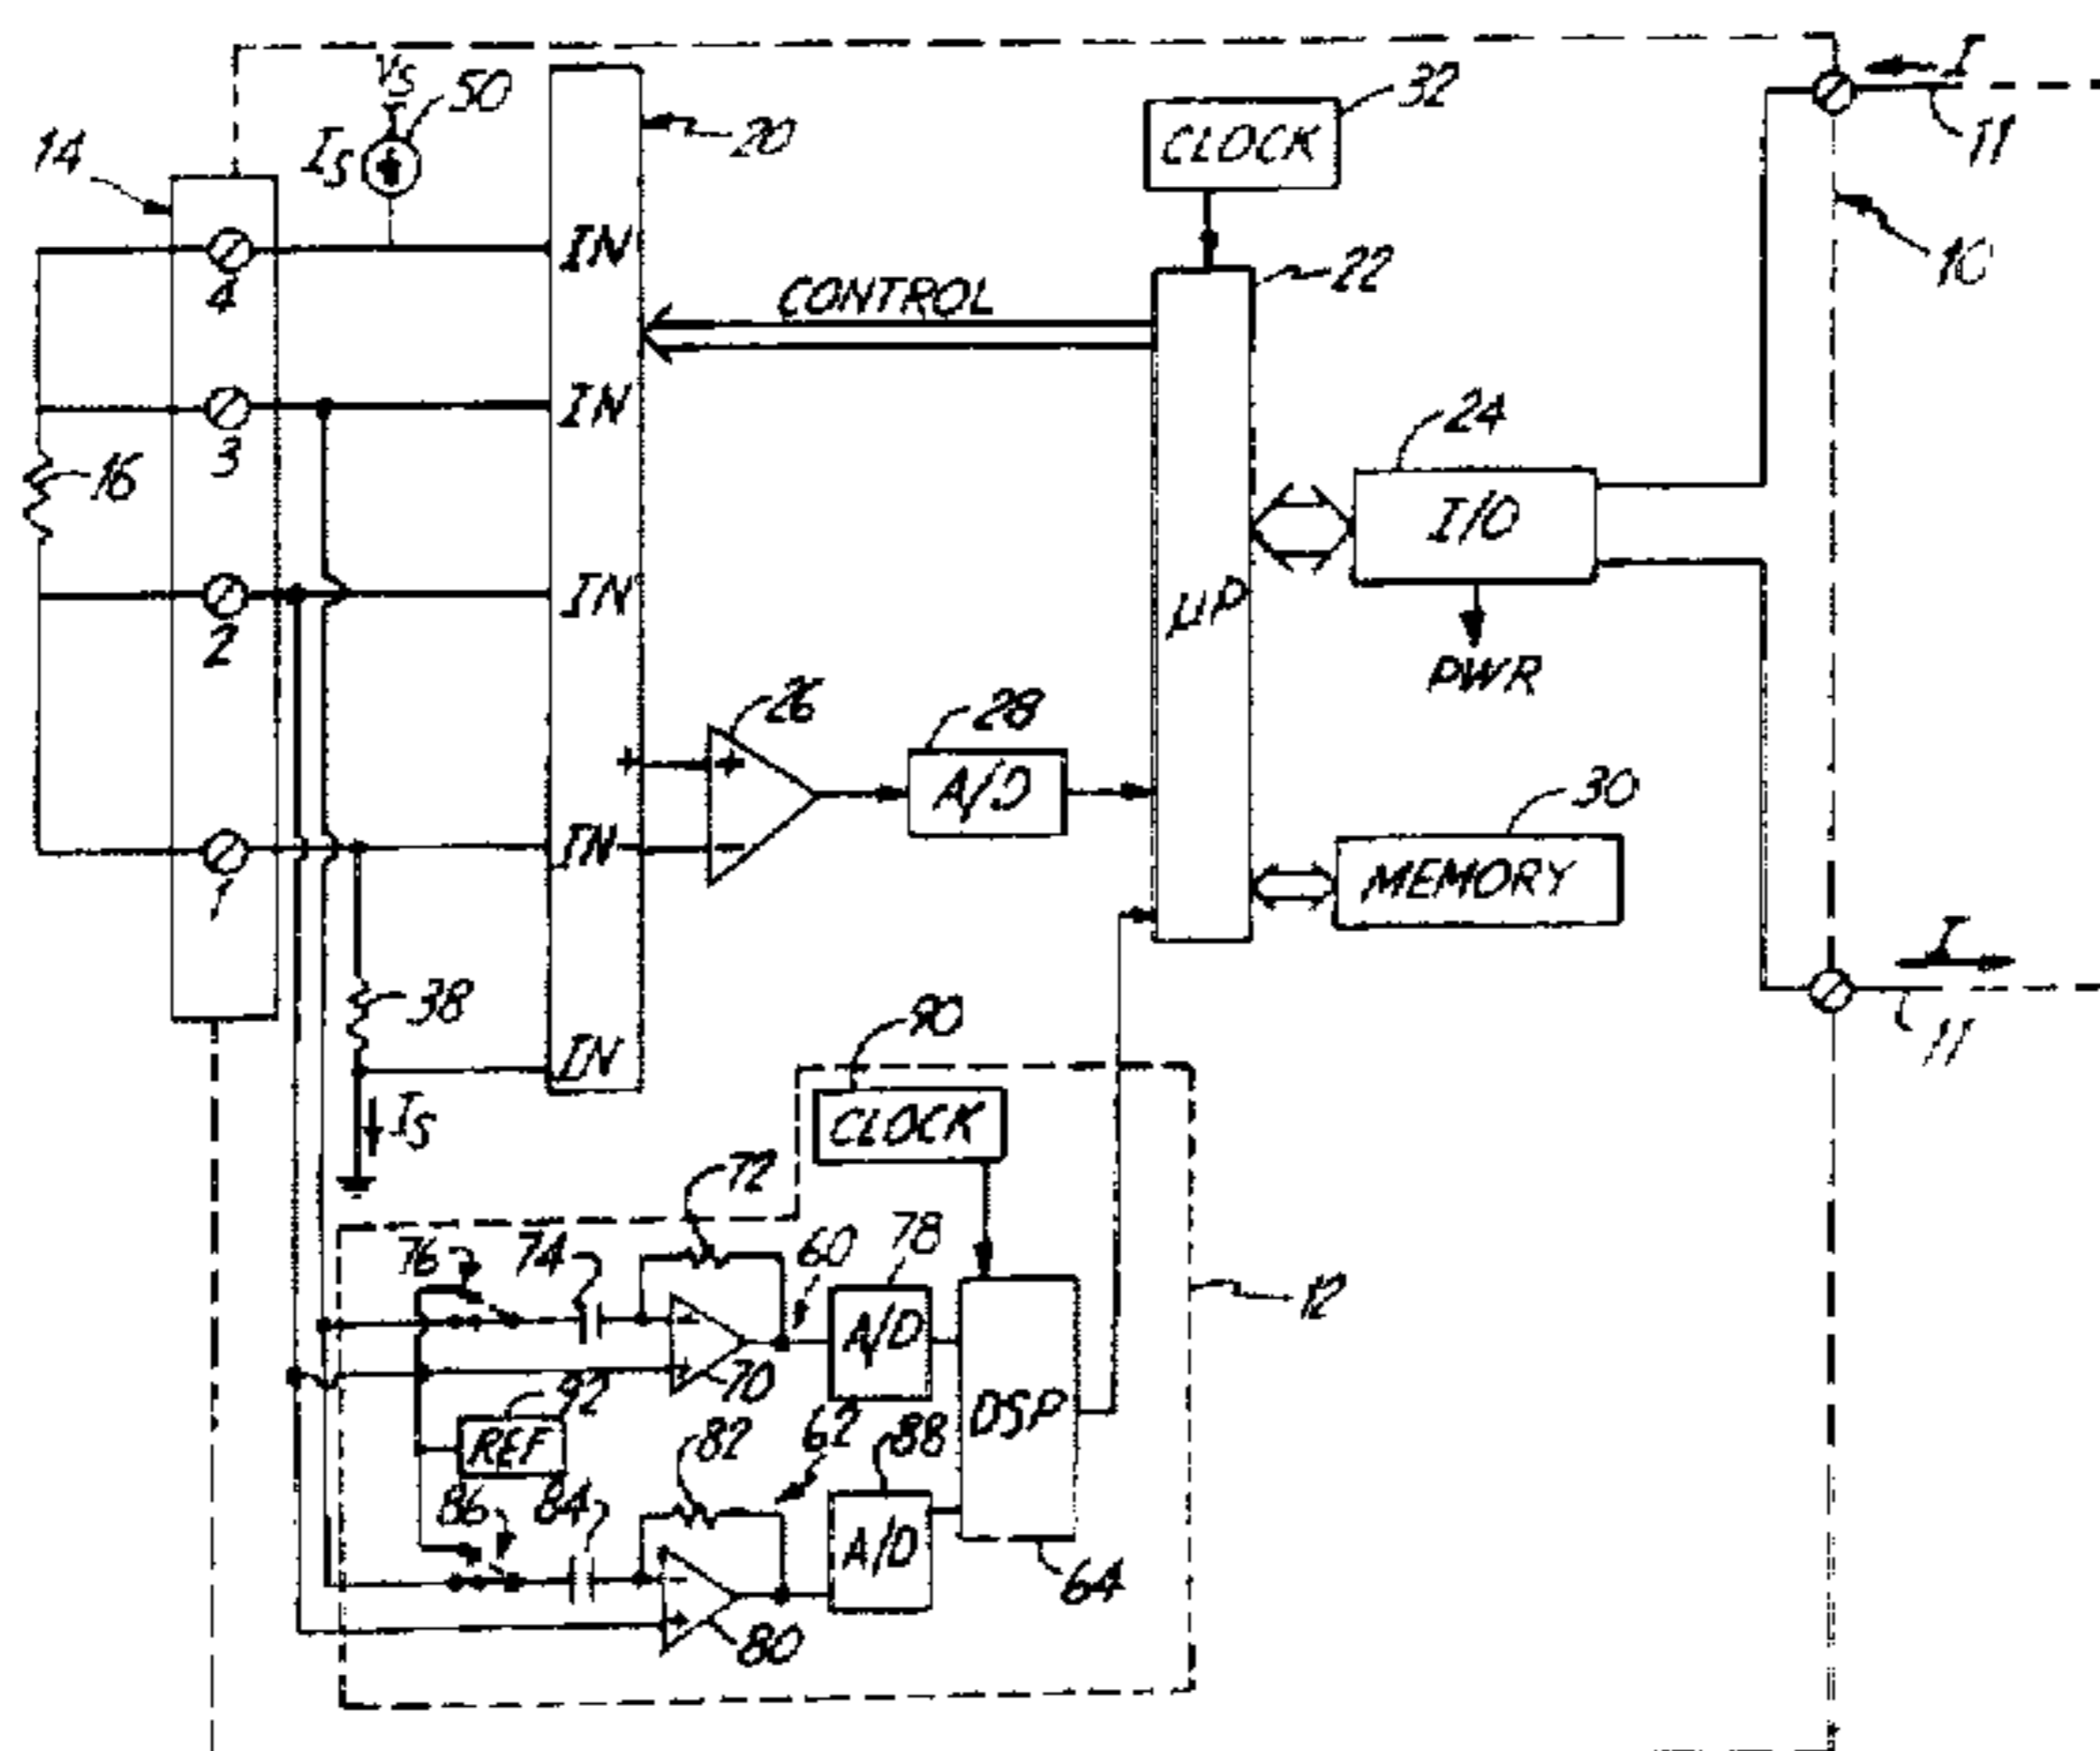 I
VS
50
32
IS
20
CLOCK
11
14
IN
10
4
22
CONTROL
IN
24
3
16
I/O
IN
µP
2
PWR
26
28
+
+
A/D
30
IN
−
MEMORY
1
I
38
90
11
IN
IS
CLOCK
72
76
74
60
78
12
−
A/D
+
70
92
DSP
REF
82
62
88
86
84
A/D
−
64
+
80